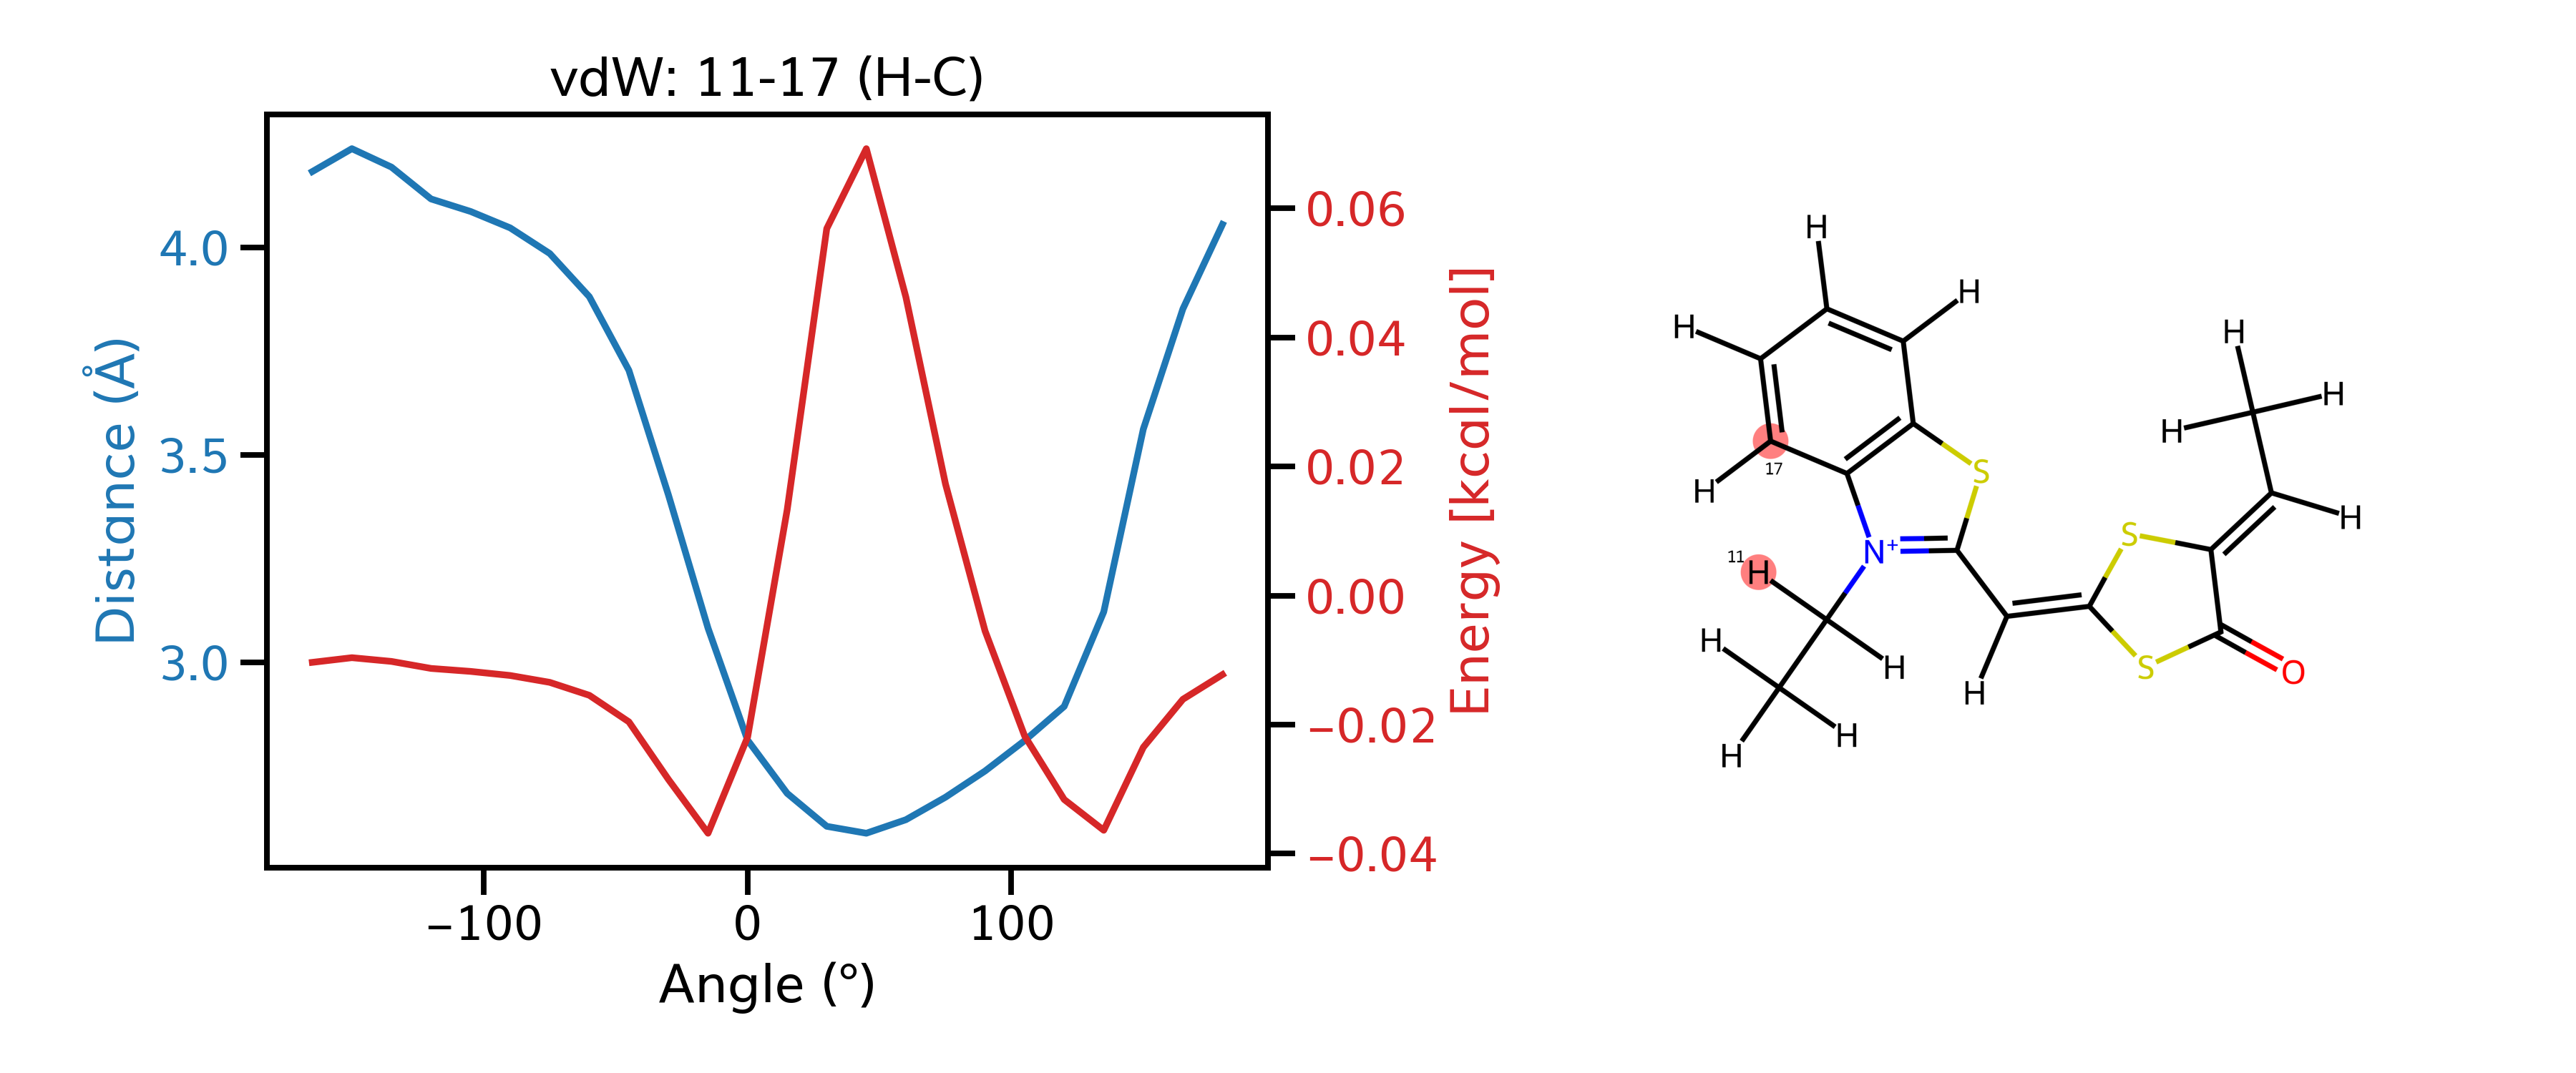 vdW: 11-17 (H-C)
Distance (Å)
4.0
3.5
3.0
0.06
0.04
0.02
0.00
−0.02
−0.04
Energy [kcal/mol]
−100
0
100
Angle (°)
H
H
H
H
H
17
S
11
H
N+
H
H
H
H
H
S
S
O
H
H
H
H